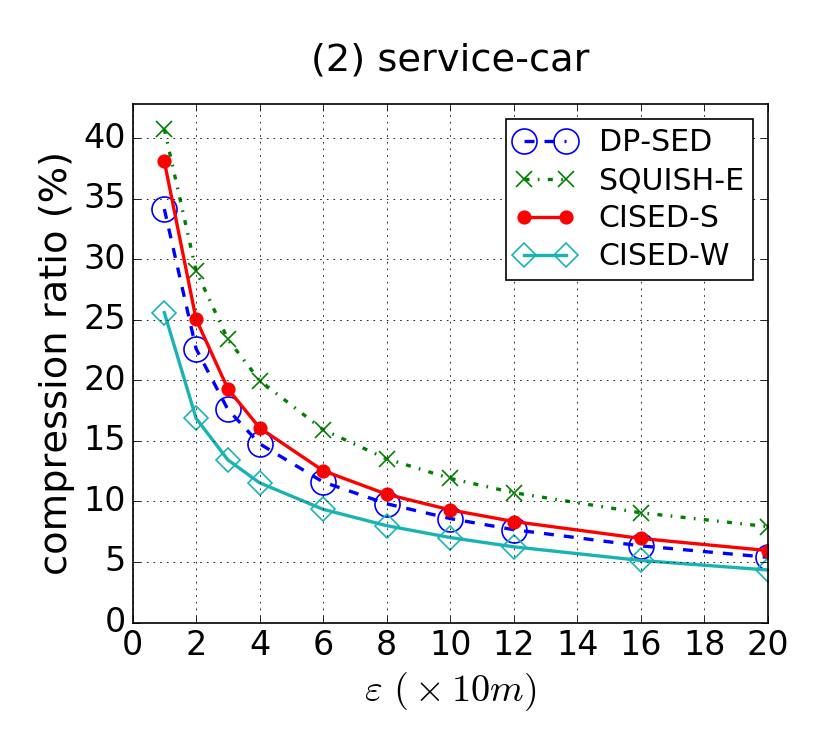 (2) service-car
compression ratio (%)
40
35
30
25
20
15
10
5
0
DP-SED
SQUISH-E
CISED-S
CISED-W
0 2 4 6 8 10 12 14 16 18 20
ε (×10m)